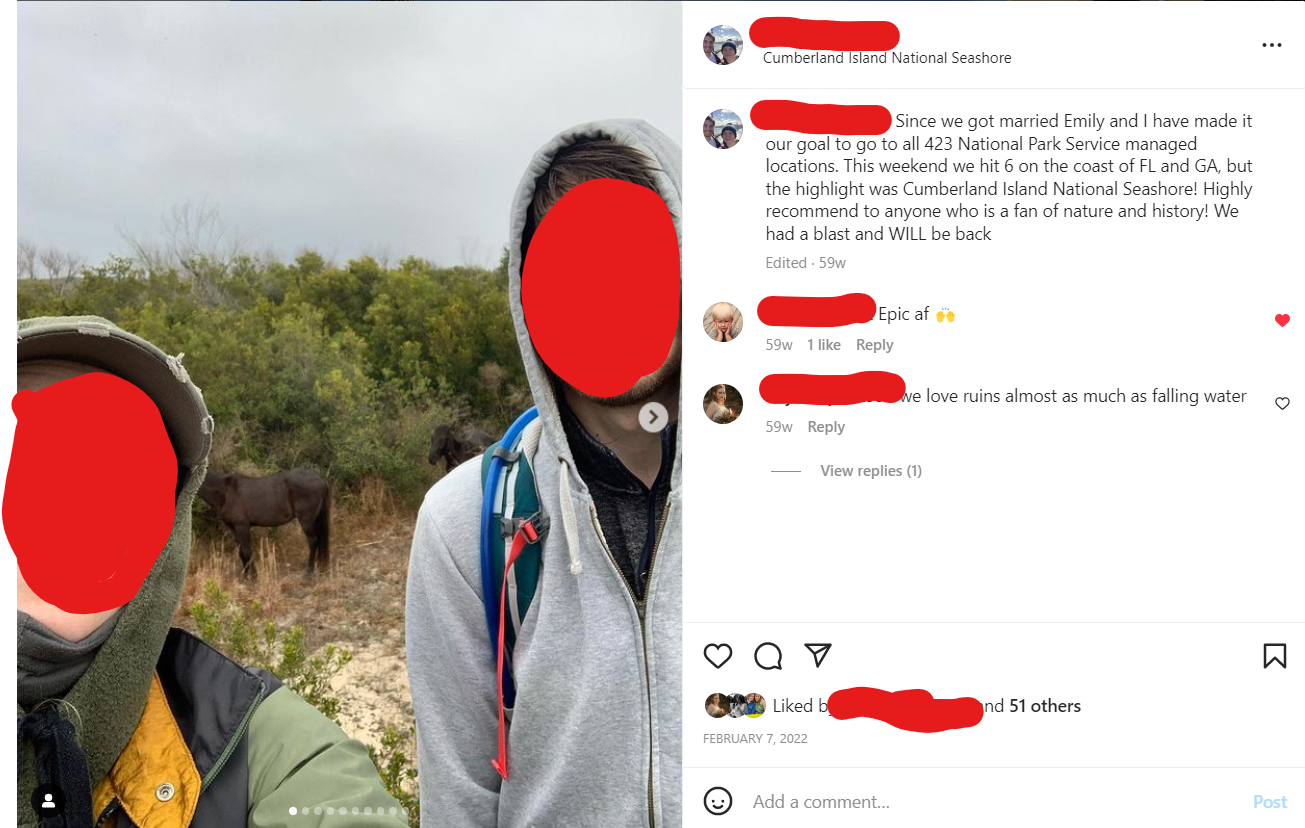 Cumberland Island National Seashore
Since we got married Emily and I have made it
our goal to go to all 423 National Park Service managed
locations. This weekend we hit 6 on the coast of FL and GA, but
the highlight was Cumberland Island National Seashore! Highly
recommend to anyone who is a fan of nature and history! We
had a blast and WILL be back
Edited · 59w
Epic af 🙌
59w 1 like Reply
we love ruins almost as much as falling water
59w Reply
View replies (1)
Liked and 51 others
FEBRUARY 7, 2022
Add a comment...
Post